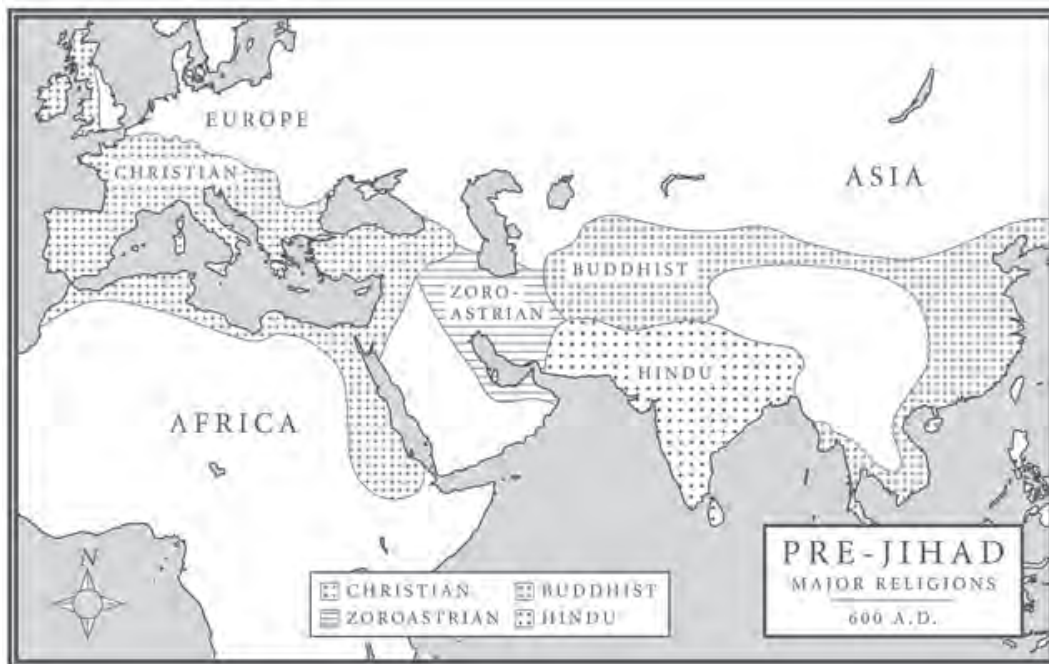 EUROPE
CHRISTIAN
ASIA
BUDDHIST
ZORO-
ASTRIAN
HINDU
AFRICA
N
CHRISTIAN BUDDHIST
ZOROASTRIAN HINDU
PRE-JIHAD
MAJOR RELIGIONS
600 A.D.